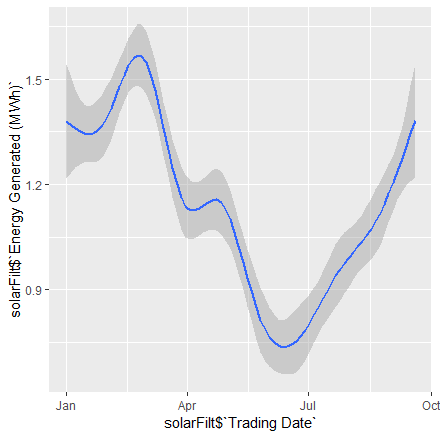 solarFilt$`Energy Generated (MWh)`
1.5
1.2
0.9
Jan
Apr
Jul
Oct
solarFilt$`Trading Date`